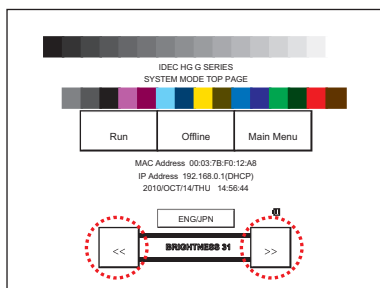 IDEC HG G SERIES
SYSTEM MODE TOP PAGE
Run Offline Main Menu
MAC Address 00:03:7B:F0:12:A8
IP Address 192.168.0.1(DHCP)
2010/OCT/14/THU 14:56:44
ENG/JPN
<< BRIGHTNESS 31 >>